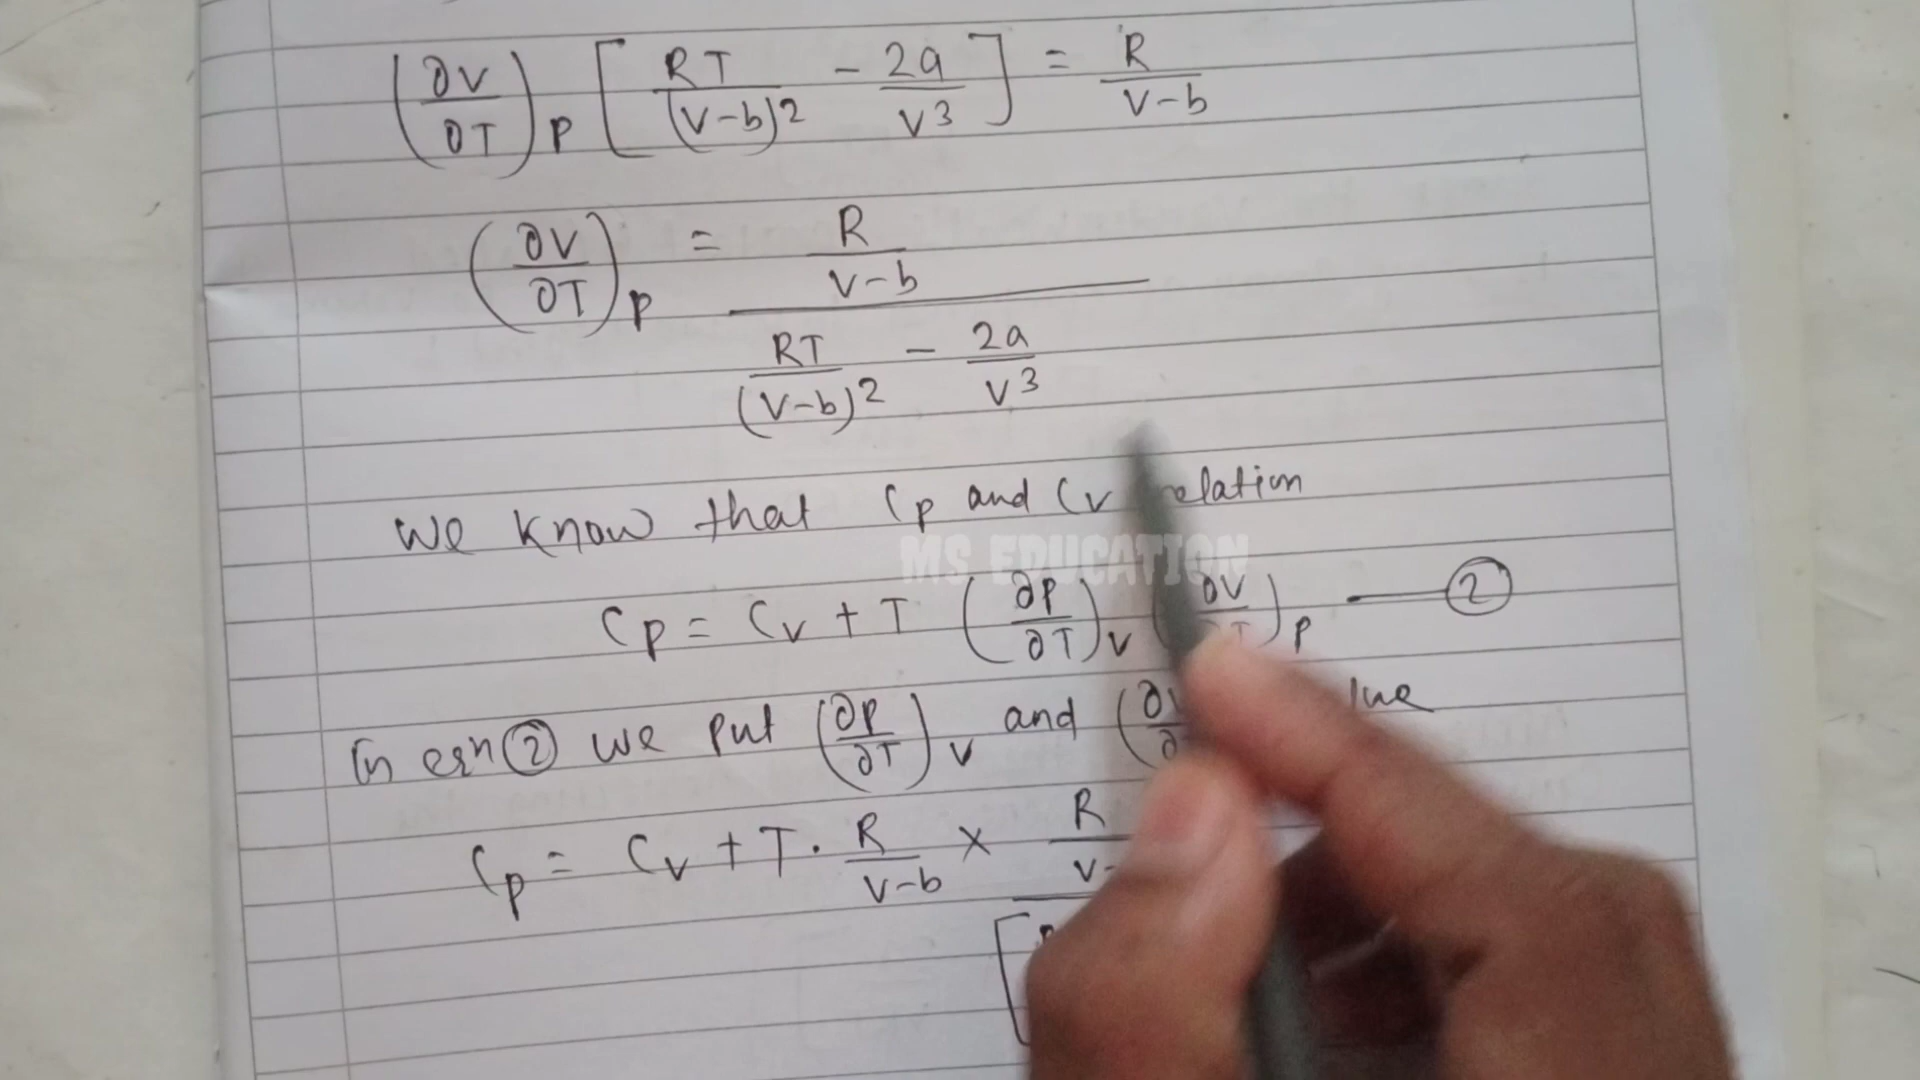 (∂V/∂T)P [RT/(V-b)² - 2a/V³] = R/V-b
(∂V/∂T)P = R/V-b / RT/(V-b)² - 2a/V³
We know that Cp and Cv relation
MS EDUCATION
Cp = Cv + T (∂P/∂T)V (∂V/∂T)P — ②
In eqn ② we put (∂P/∂T)V and
Cp = Cv + T · R/V-b × R/V-